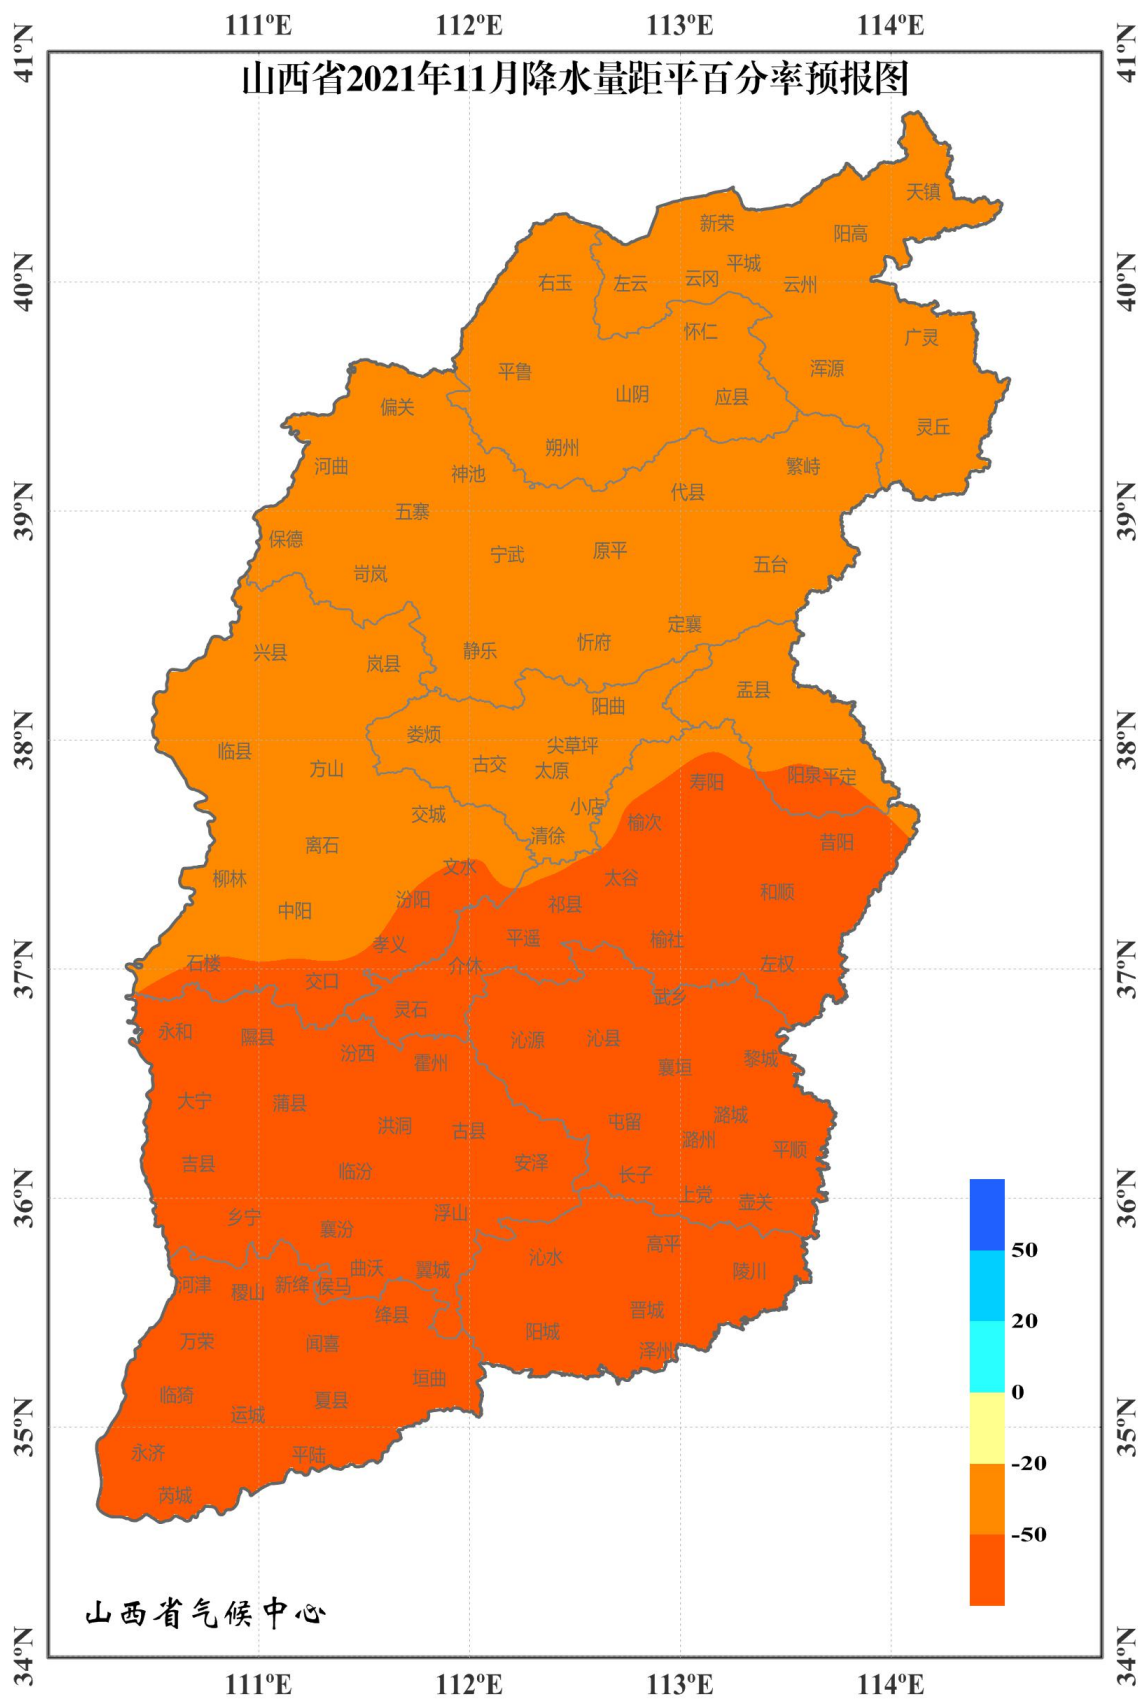 111°E 112°E 113°E 114°E
41°N 41°N
山西省2021年11月降水量距平百分率预报图
天镇
新荣
阳高
平城
云冈
40°N 右玉 左云 云州 40°N
怀仁
广灵
浑源
平鲁
山阴 应县
偏关
灵丘
朔州
河曲 神池 繁峙
代县
五寨
39°N 39°N
保德
宁武 原平
五台
岢岚
定襄
忻府
兴县 静乐
岚县
盂县
阳曲
娄烦
38°N 临县 尖草坪 38°N
方山 古交 太原
寿阳 阳泉 平定
小店
交城
榆次
清徐
离石 昔阳
文水
柳林 太谷
和顺
汾阳
中阳 祁县
平遥 榆社
孝义
石楼 介休 左权
37°N 37°N
交口
武乡
灵石
永和 隰县 沁源 沁县
汾西 黎城
霍州
襄垣
大宁 蒲县
潞城
洪洞 古县 屯留
潞州
平顺
吉县 安泽
临汾 长子
36°N 上党 壶关 36°N
乡宁 浮山
襄汾
高平
沁水 50
曲沃 翼城 陵川
河津 稷山 新绛 侯马
绛县 晋城
20
万荣 闻喜 阳城
泽州
垣曲
临猗 夏县 0
运城
35°N 35°N
永济 平陆
-20
芮城
-50
山西省气候中心
34°N 34°N
111°E 112°E 113°E 114°E